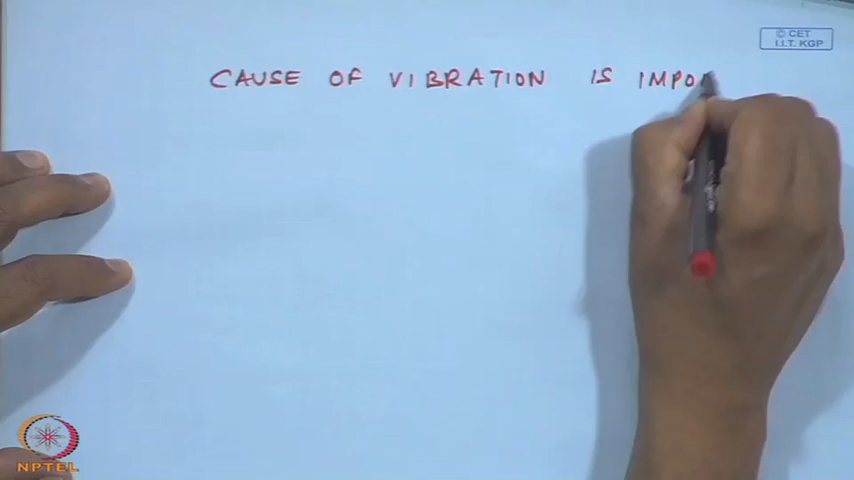 © CET
I.I.T. KGP
CAUSE OF VIBRATION IS IMPO
NPTEL